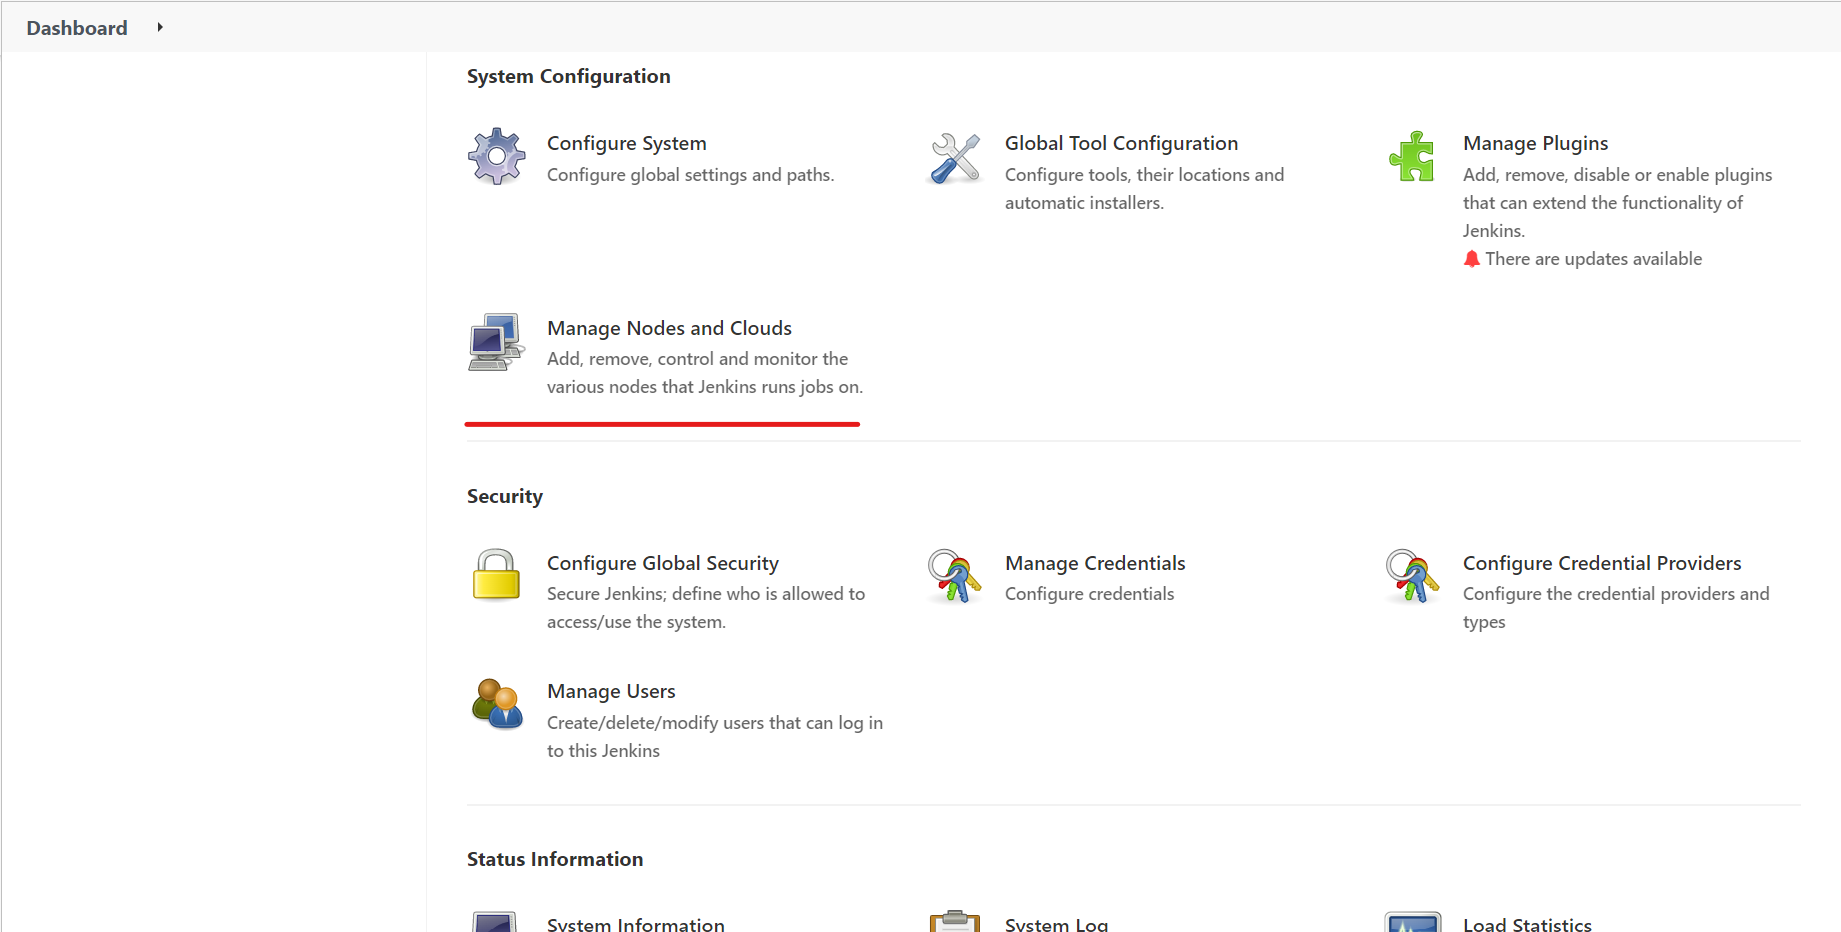 Dashboard
System Configuration
Configure System
Configure global settings and paths.
Global Tool Configuration
Configure tools, their locations and
automatic installers.
Manage Plugins
Add, remove, disable or enable plugins
that can extend the functionality of
Jenkins.
There are updates available
Manage Nodes and Clouds
Add, remove, control and monitor the
various nodes that Jenkins runs jobs on.
Security
Configure Global Security
Secure Jenkins; define who is allowed to
access/use the system.
Manage Credentials
Configure credentials
Configure Credential Providers
Configure the credential providers and
types
Manage Users
Create/delete/modify users that can log in
to this Jenkins
Status Information
System Information
System Log
Load Statistics